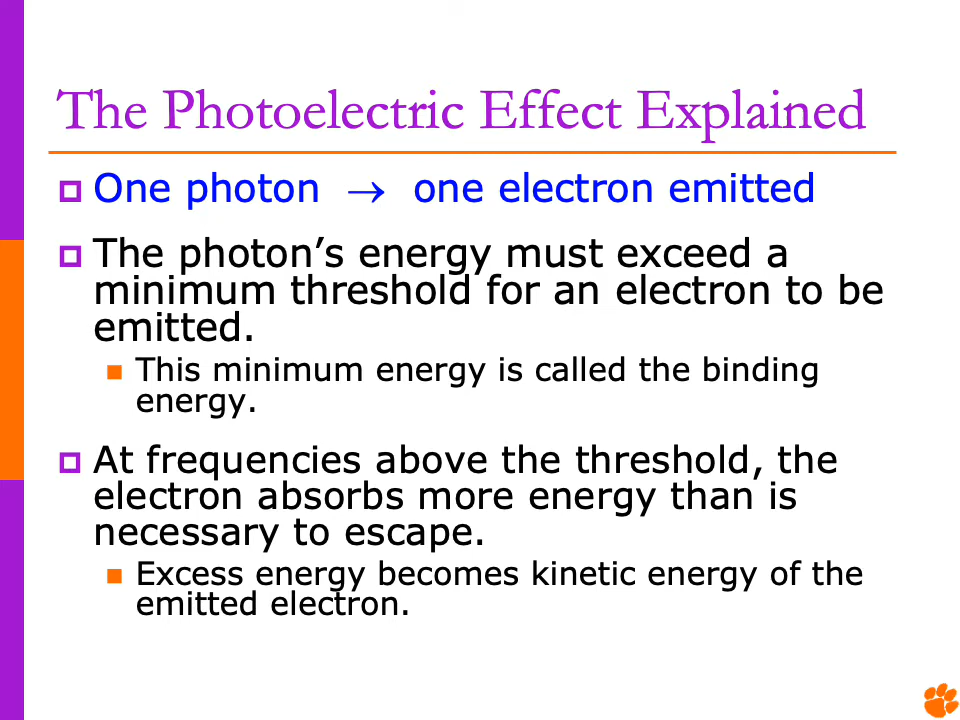 The Photoelectric Effect Explained
One photon → one electron emitted
The photon’s energy must exceed a
minimum threshold for an electron to be
emitted.
This minimum energy is called the binding
energy.
At frequencies above the threshold, the
electron absorbs more energy than is
necessary to escape.
Excess energy becomes kinetic energy of the
emitted electron.